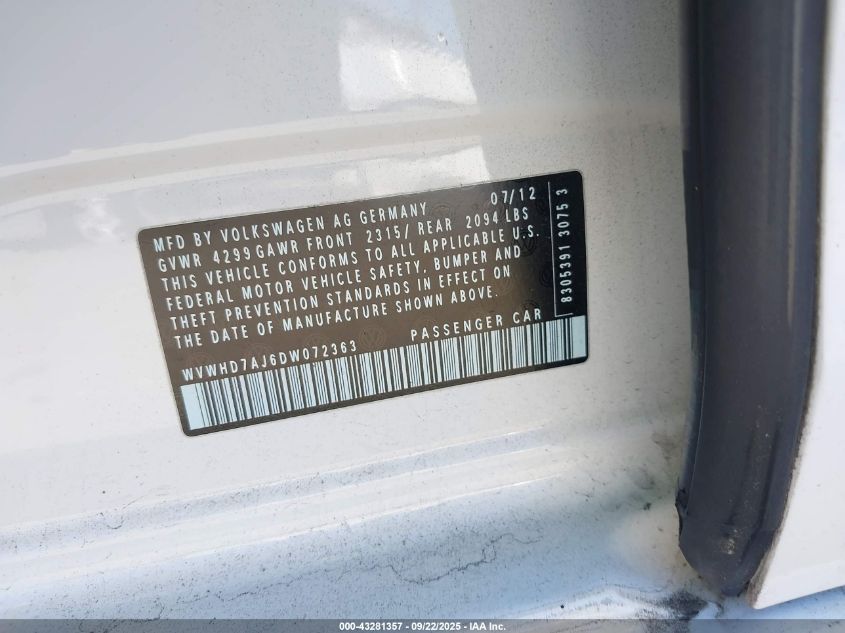 MFD BY VOLKSWAGEN AG GERMANY 07/12
GVWR 4299 GAWR FRONT 2315/ REAR 2094 LBS
THIS VEHICLE CONFORMS TO ALL APPLICABLE U.S.
FEDERAL MOTOR VEHICLE SAFETY, BUMPER AND
THEFT PREVENTION STANDARDS IN EFFECT ON
THE DATE OF MANUFACTURE SHOWN ABOVE.
WVWHD7AJ6DW072363 PASSENGER CAR
8305391 3075 3
000-43281357 - 09/22/2025 - IAA Inc.